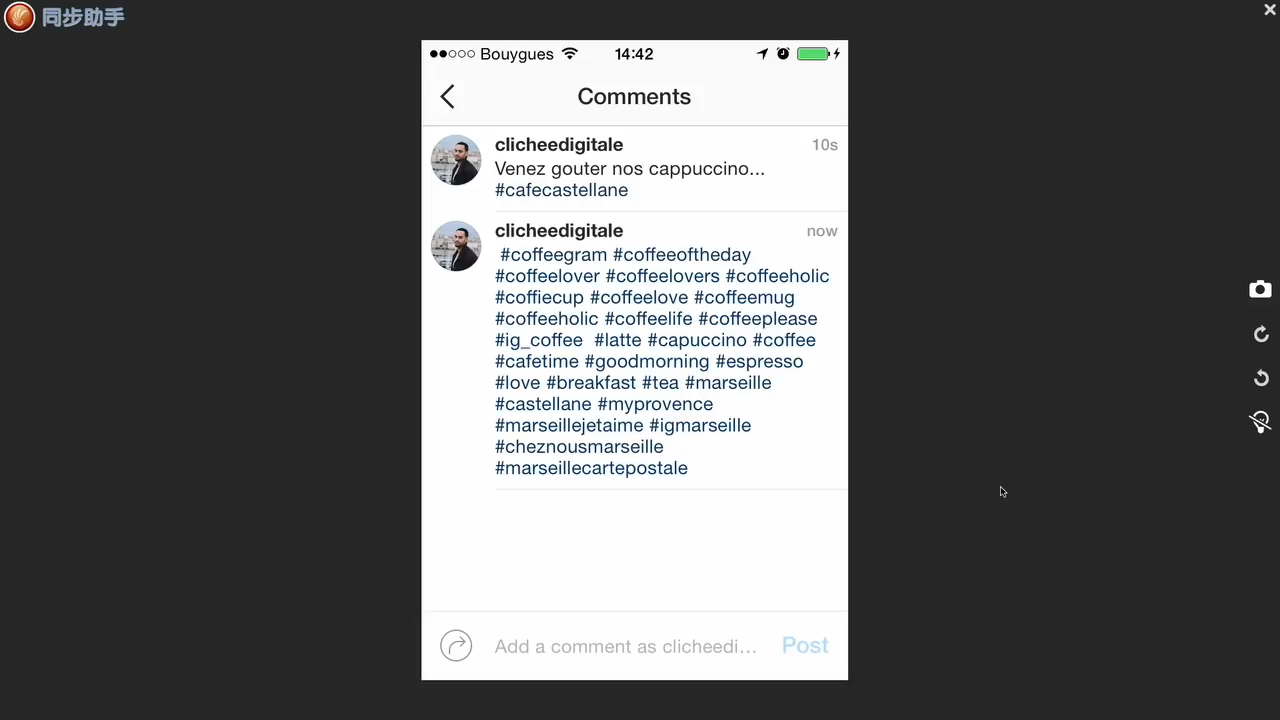 同步助手
Bouygues 14:42
Comments
clicheedigitale 10s
Venez gouter nos cappuccino...
#cafecastellane
clicheedigitale now
#coffeegram #coffeeoftheday
#coffeelover #coffeelovers #coffeeholic
#coffiecup #coffeelove #coffeemug
#coffeeholic #coffeelife #coffeeplease
#ig_coffee #latte #capuccino #coffee
#cafetime #goodmorning #espresso
#love #breakfast #tea #marseille
#castellane #myprovence
#marseillejetaime #igmarseille
#cheznousmarseille
#marseillecartepostale
Add a comment as clicheedi... Post